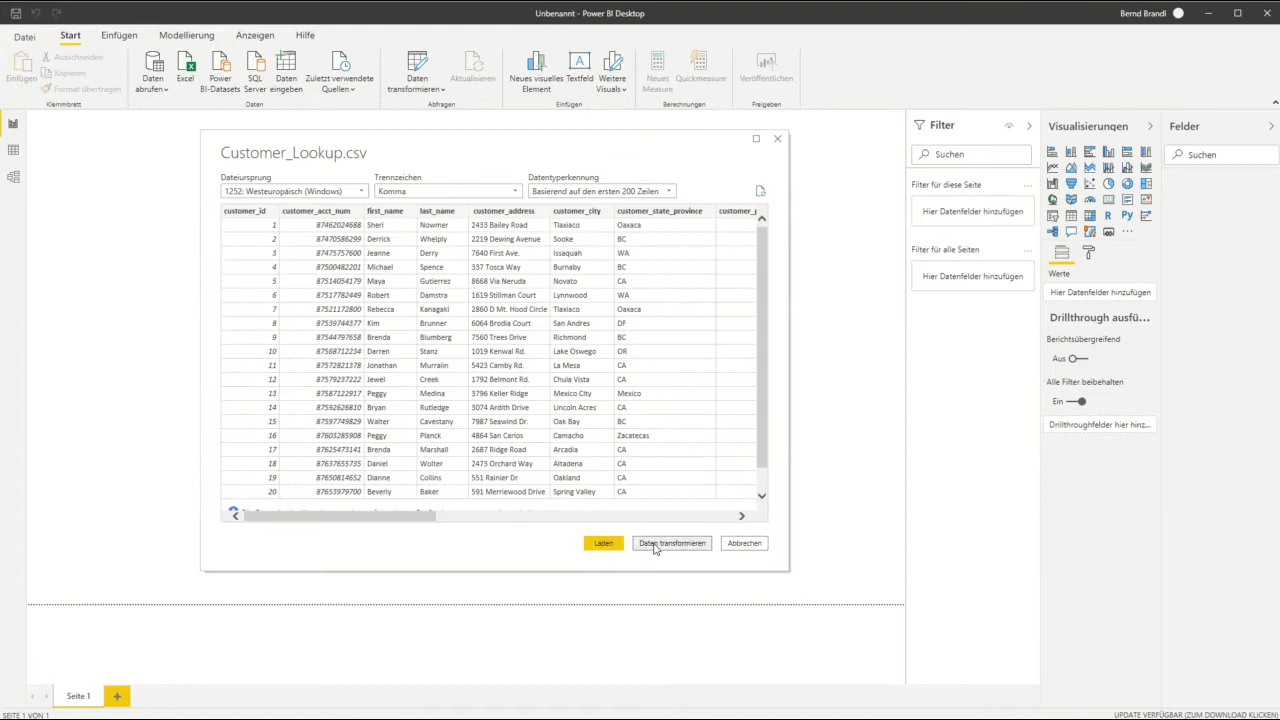 Unbenannt - Power BI Desktop
Bernd Brandl
Datei Start Einfügen Modellierung Anzeigen Hilfe
Einfügen
Ausschneiden
Kopieren
Format übertragen
Klemmbrett
Daten abrufen
Excel
Power BI-Datasets
SQL Server
Daten eingeben
Zuletzt verwendete Quellen
Daten
Daten transformieren
Aktualisieren
Abfragen
Neues visuelles Element
Textfeld
Weitere Visuals
Einfügen
Neues Measure
Quickmeasure
Berechnungen
Veröffentlichen
Freigeben
Customer_Lookup.csv
Dateiursprung Trennzeichen Datentyperkennung
1252: Westeuropäisch (Windows) Komma Basierend auf den ersten 200 Zeilen
customer_id customer_acct_num first_name last_name customer_address customer_city customer_state_province customer_p
1 87462024688 Sheri Nowmer 2433 Bailey Road Tlaxiaco Oaxaca
2 87470586299 Derrick Whelply 2219 Dewing Avenue Sooke BC
3 87475757600 Jeanne Derry 7640 First Ave. Issaquah WA
4 87500482201 Michael Spence 337 Tosca Way Burnaby BC
5 87514054179 Maya Gutierrez 8668 Via Neruda Novato CA
6 87517782449 Robert Damstra 1619 Stillman Court Lynnwood WA
7 87521172800 Rebecca Kanagaki 2860 D Mt. Hood Circle Tlaxiaco Oaxaca
8 87539744377 Kim Brunner 6064 Brodia Court San Andres DF
9 87544797658 Brenda Blumberg 7560 Trees Drive Richmond BC
10 87568712234 Darren Stanz 1019 Kenwal Rd. Lake Oswego OR
11 87572821378 Jonathan Murraiin 5423 Camby Rd. La Mesa CA
12 87579237222 Jewel Creek 1792 Belmont Rd. Chula Vista CA
13 87587122917 Peggy Medina 3796 Keller Ridge Mexico City Mexico
14 87592626810 Bryan Rutledge 3074 Ardith Drive Lincoln Acres CA
15 87597749829 Walter Cavestany 7987 Seawind Dr. Oak Bay BC
16 87603285908 Peggy Planck 4864 San Carlos Camacho Zacatecas
17 87625473141 Brenda Marshall 2687 Ridge Road Arcadia CA
18 87637655735 Daniel Wolter 2473 Orchard Way Altadena CA
19 87650814652 Dianne Collins 551 Rainier Dr Oakland CA
20 87653979700 Beverly Baker 591 Merriewood Drive Spring Valley CA
Laden Daten transformieren Abbrechen
Filter
Suchen
Filter für diese Seite ...
Hier Datenfelder hinzufügen
Filter für alle Seiten ...
Hier Datenfelder hinzufügen
Visualisierungen
R Py
...
Werte
Hier Datenfelder hinzufügen
Drillthrough ausfü...
Berichtsübergreifend
Aus
Alle Filter beibehalten
Ein
Drillthroughfelder hier hinz...
Felder
Suchen
Seite 1 +
SEITE 1 VON 1
UPDATE VERFÜGBAR (ZUM DOWNLOAD KLICKEN)